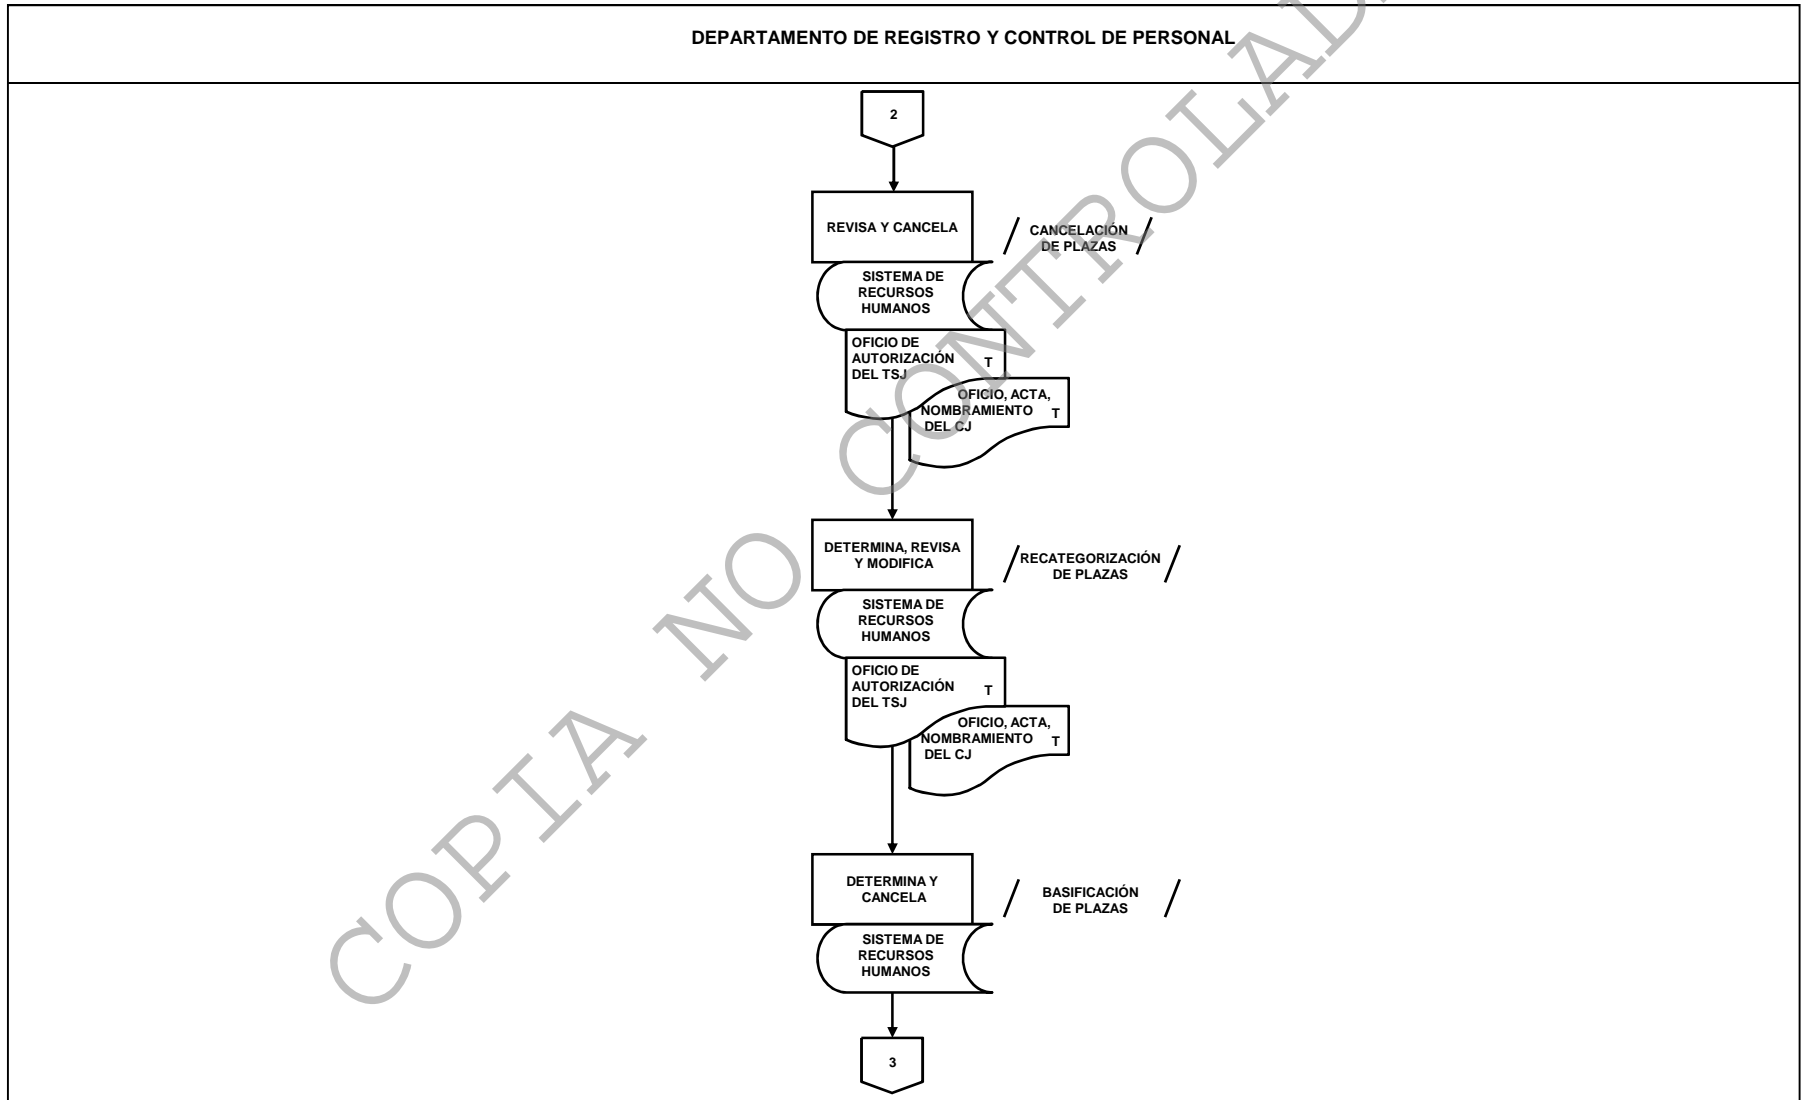 DEPARTAMENTO DE REGISTRO Y CONTROL DE PERSONAL
2
REVISA Y CANCELA
/ CANCELACIÓN /
DE PLAZAS
SISTEMA DE
RECURSOS
HUMANOS
OFICIO DE
AUTORIZACIÓN
DEL TSJ
T
OFICIO, ACTA,
NOMBRAMIENTO
DEL CJ
T
DETERMINA, REVISA
Y MODIFICA
/ RECATEGORIZACIÓN /
DE PLAZAS
SISTEMA DE
RECURSOS
HUMANOS
OFICIO DE
AUTORIZACIÓN
DEL TSJ
T
OFICIO, ACTA,
NOMBRAMIENTO
DEL CJ
T
DETERMINA Y
CANCELA
/ BASIFICACIÓN /
DE PLAZAS
SISTEMA DE
RECURSOS
HUMANOS
3
COPIA NO CONTROLAD